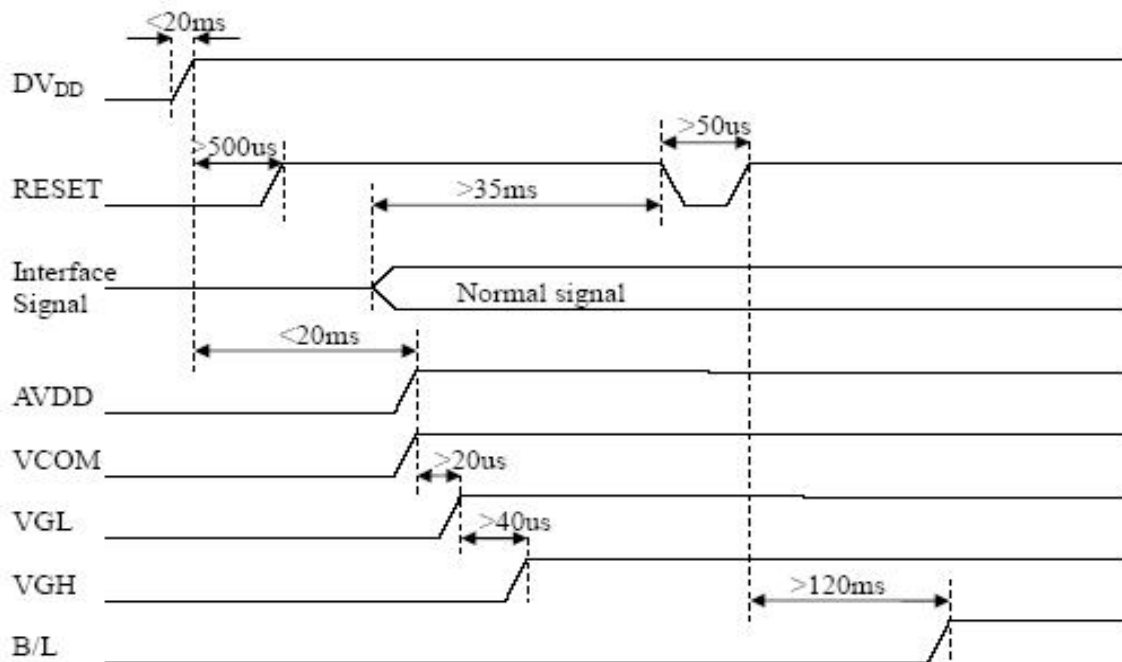 <20ms
DVDD
>500us
>50us
RESET
>35ms
Interface
Signal
Normal signal
<20ms
AVDD
VCOM
>20us
VGL
>40us
VGH
>120ms
B/L